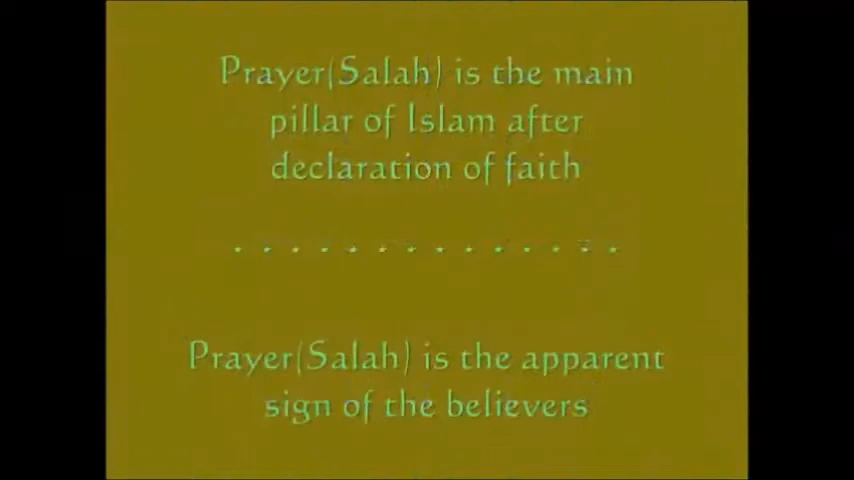 Prayer(Salah) is the main
pillar of Islam after
declaration of faith
. . . . . . . . . . . . . .
Prayer(Salah) is the apparent
sign of the believers